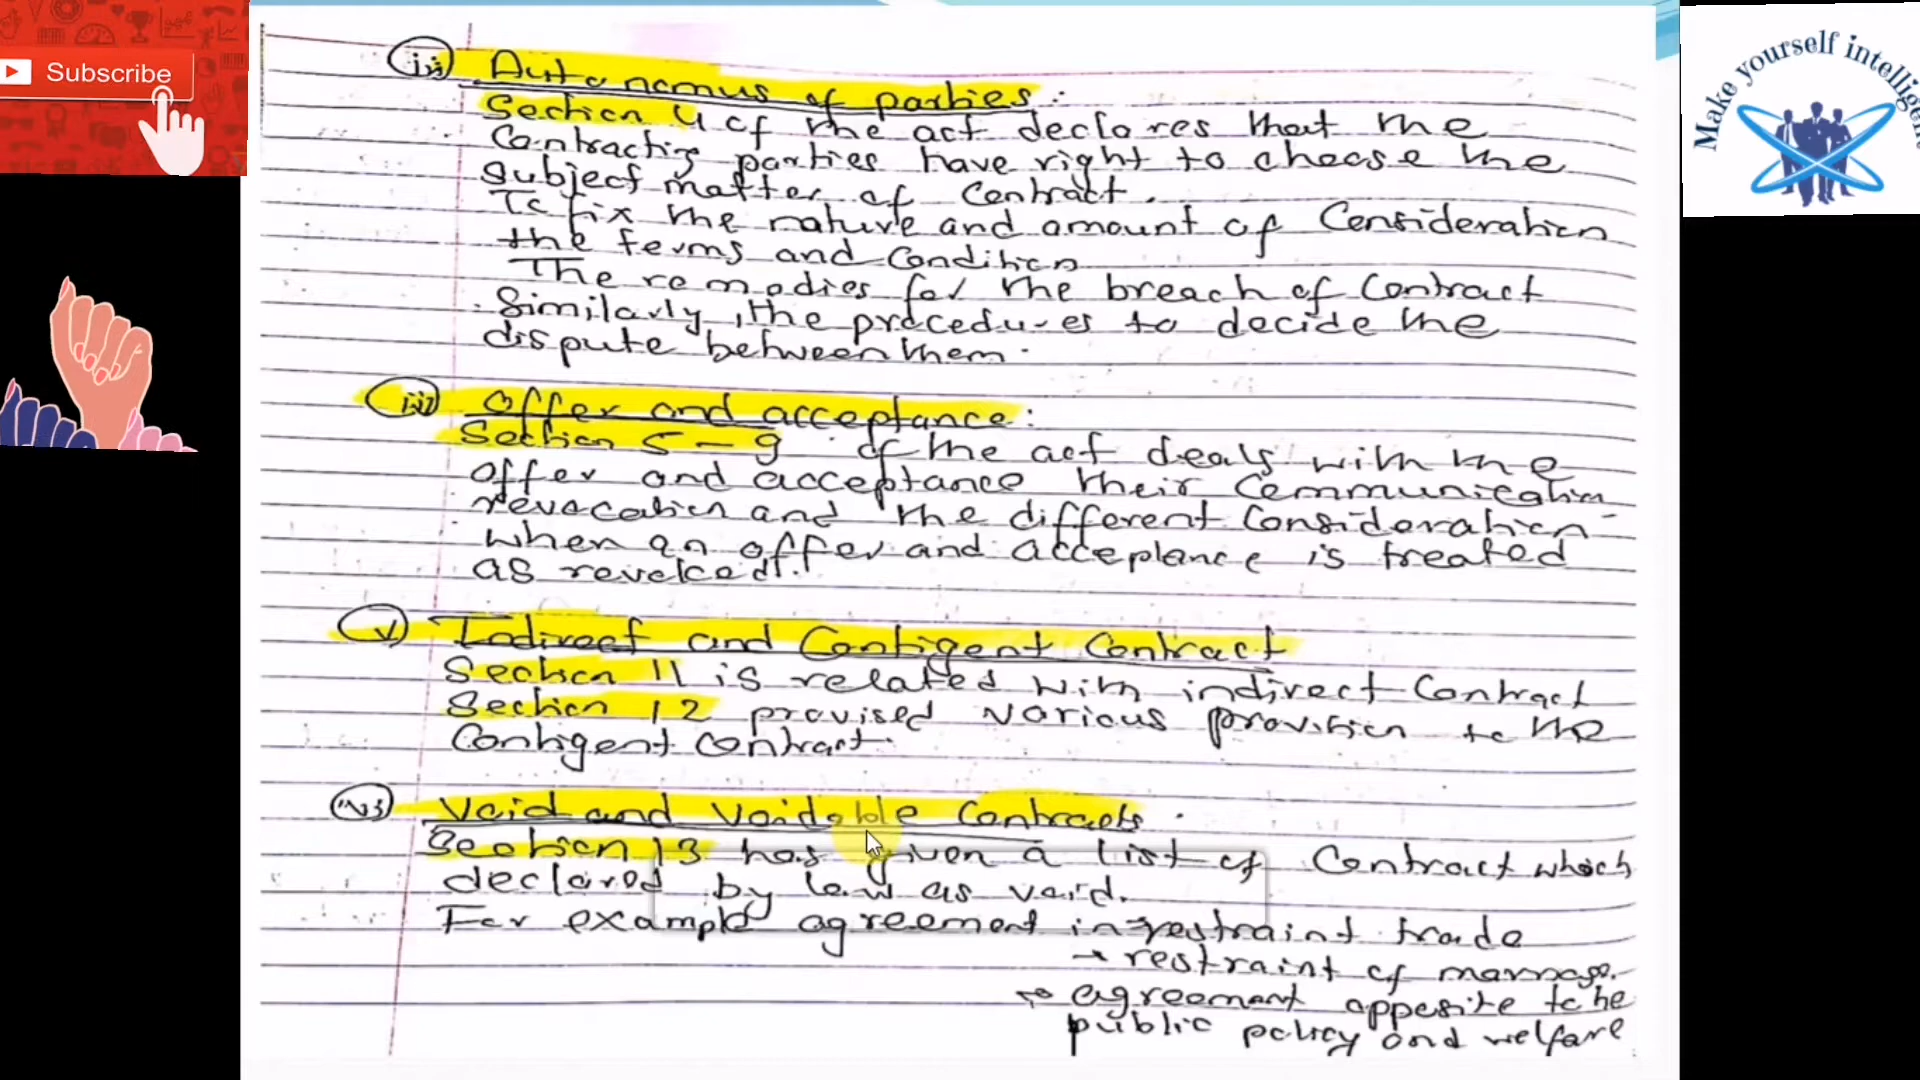 Subscribe
Make yourself intelligent
iii) Autonomus of parties :
Section 4 of the act declares that the
Contracting parties have right to choose the
Subject matter of Contract.
To fix the nature and amount of Consideration
the terms and Condition
The remedies for the breach of Contract
Similarly, the procedures to decide the
dispute between them.
Offer and acceptance :
Section 5 - 9 of the act deals with the
offer and acceptance their Communication
revocation and the different Consideration
when an offer and acceptance is treated
as revoked.
v) Indirect and Contigent Contract
Section 11 is related with indirect Contract
Section 12 provised various provision to the
Contigent contract.
Void and Voidable Contracts.
Section 13 has given a list of Contract which
declared by law as void.
For example agreement in restraint trade
→ restraint of marriage.
→ agreement opposite to he
public policy and welfare